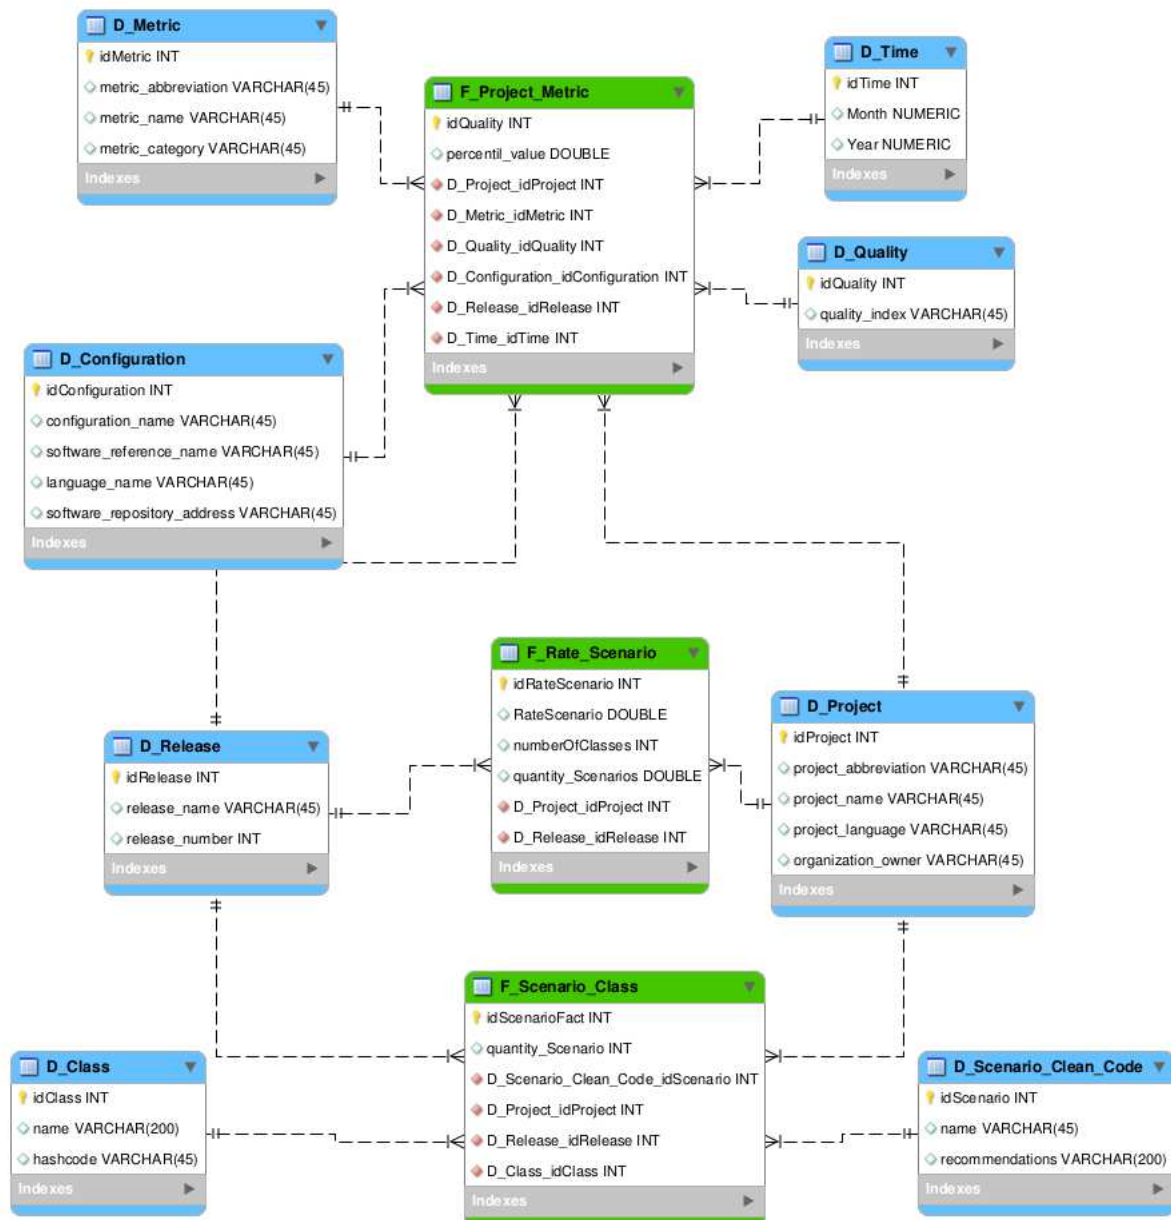 D_Metric
idMetric INT
metric_abbreviation VARCHAR(45)
metric_name VARCHAR(45)
metric_category VARCHAR(45)
Indexes
F_Project_Metric
idQuality INT
percentil_value DOUBLE
D_Project_idProject INT
D_Metric_idMetric INT
D_Quality_idQuality INT
D_Configuration_idConfiguration INT
D_Release_idRelease INT
D_Time_idTime INT
Indexes
D_Time
idTime INT
Month NUMERIC
Year NUMERIC
Indexes
D_Quality
idQuality INT
quality_index VARCHAR(45)
Indexes
D_Configuration
idConfiguration INT
configuration_name VARCHAR(45)
software_reference_name VARCHAR(45)
language_name VARCHAR(45)
software_repository_address VARCHAR(45)
Indexes
F_Rate_Scenario
idRateScenario INT
RateScenario DOUBLE
numberOfClasses INT
quantity_Scenarios DOUBLE
D_Project_idProject INT
D_Release_idRelease INT
Indexes
D_Project
idProject INT
project_abbreviation VARCHAR(45)
project_name VARCHAR(45)
project_language VARCHAR(45)
organization_owner VARCHAR(45)
Indexes
D_Release
idRelease INT
release_name VARCHAR(45)
release_number INT
Indexes
F_Scenario_Class
idScenarioFact INT
quantity_Scenario INT
D_Scenario_Clean_Code_idScenario INT
D_Project_idProject INT
D_Release_idRelease INT
D_Class_idClass INT
Indexes
D_Class
idClass INT
name VARCHAR(200)
hashcode VARCHAR(45)
Indexes
D_Scenario_Clean_Code
idScenario INT
name VARCHAR(45)
recommendations VARCHAR(200)
Indexes